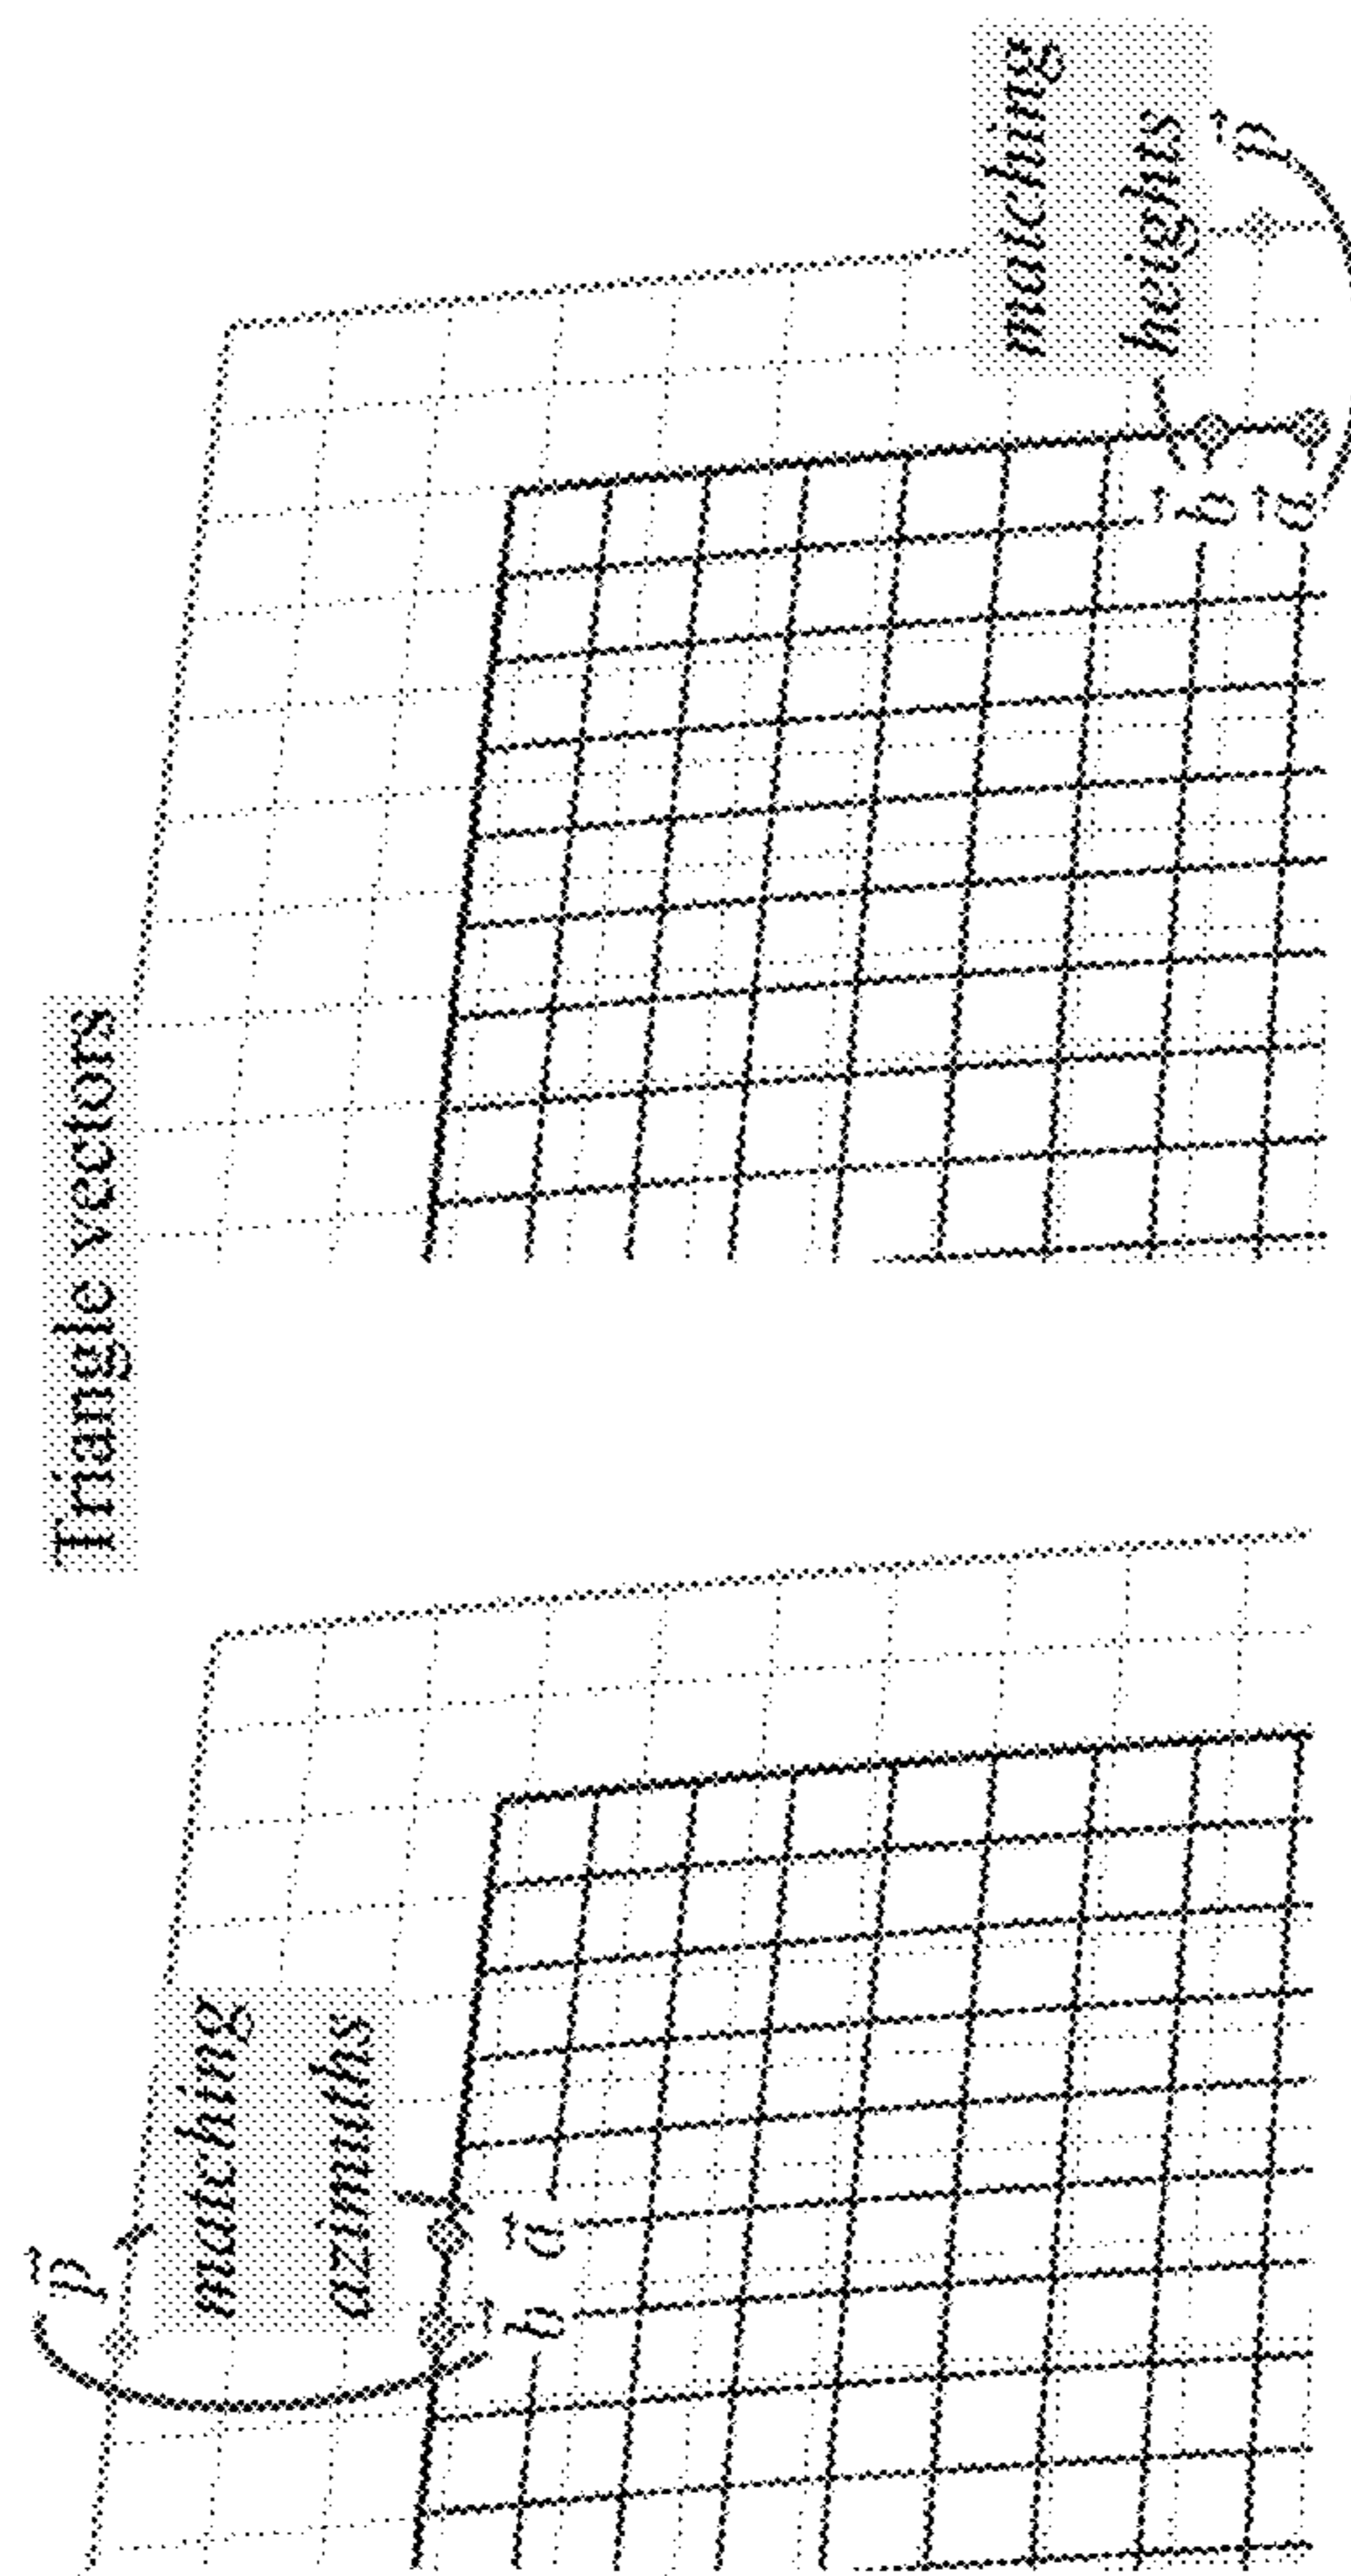 Triangle vectors
matching
azimuths
p⃗
a⃗
b⃗
matching
heights
p⃗
b⃗
a⃗